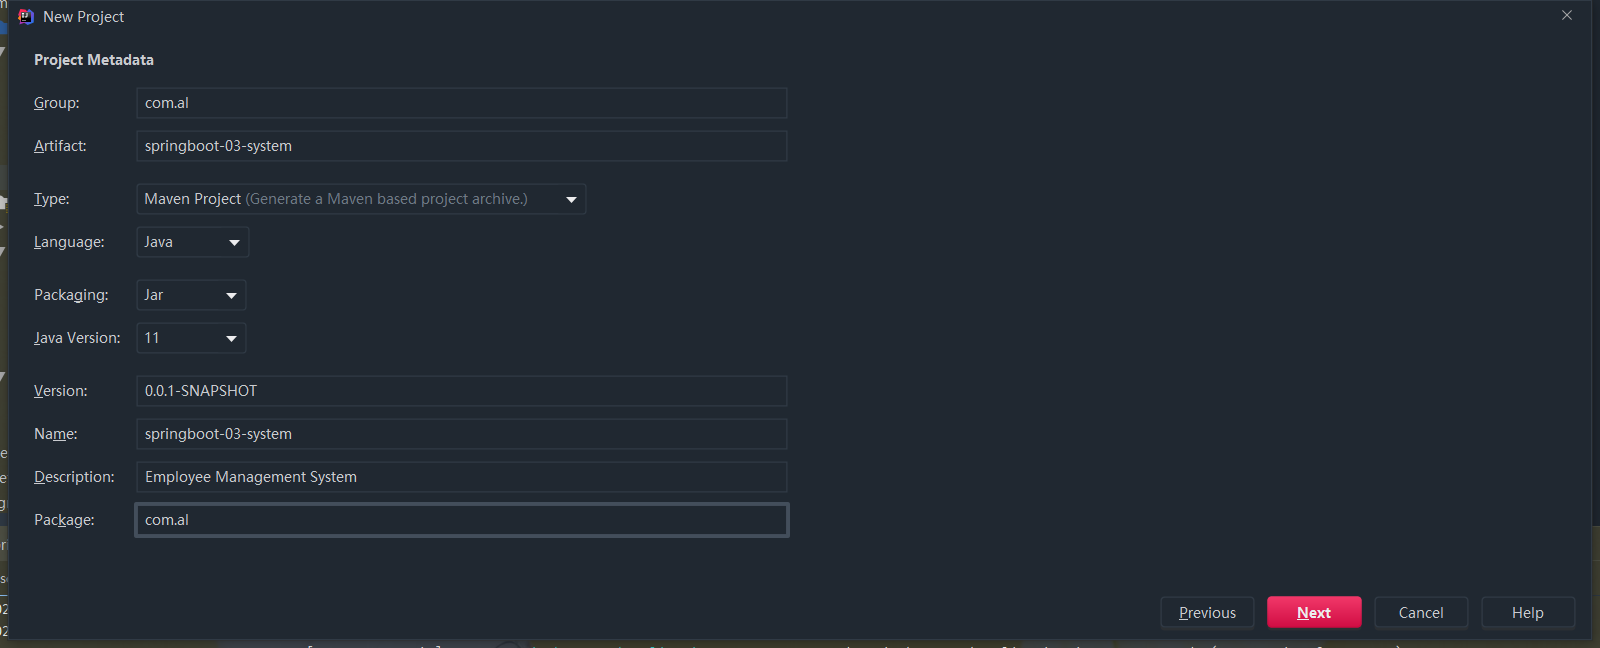 New Project
Project Metadata
Group: com.al
Artifact: springboot-03-system
Type: Maven Project (Generate a Maven based project archive.)
Language: Java
Packaging: Jar
Java Version: 11
Version: 0.0.1-SNAPSHOT
Name: springboot-03-system
Description: Employee Management System
Package: com.al
Previous Next Cancel Help